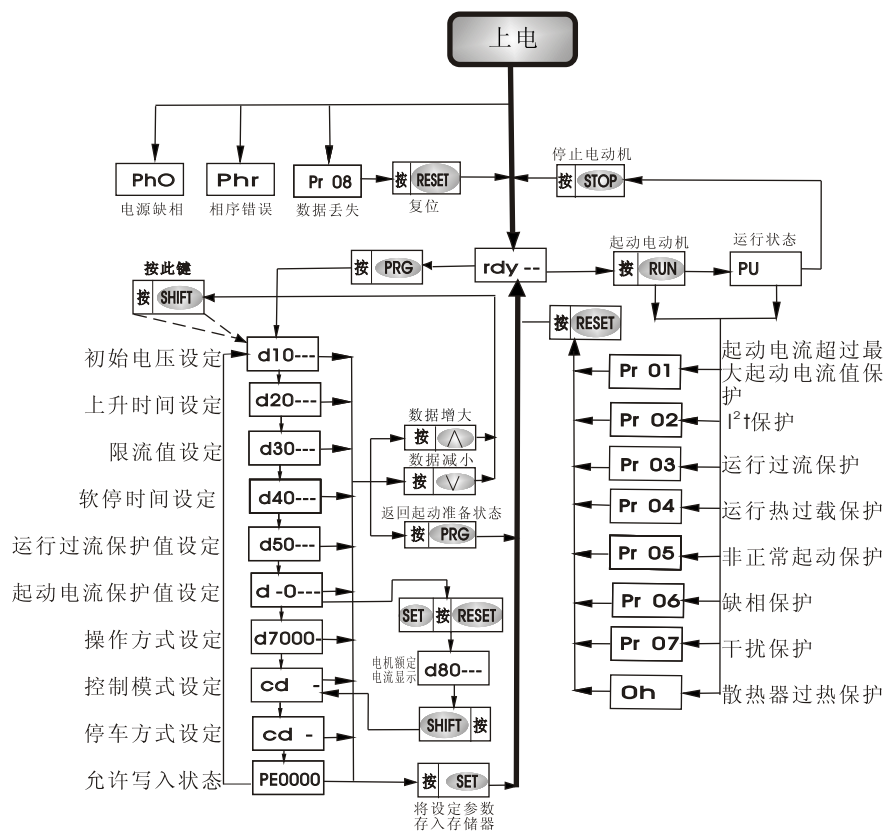 上电
停止电动机
PhO
Phr
Pr 08
按 RESET
按 STOP
电源缺相
相序错误
数据丢失
复位
起动电动机
运行状态
按 PRG
rdy --
按 RUN
PU
按此键
按 SHIFT
按 RESET
初始电压设定
d10---
上升时间设定
d20---
限流值设定
d30---
软停时间设定
d40---
运行过流保护值设定
d50---
起动电流保护值设定
d -0---
操作方式设定
d7000-
控制模式设定
cd -
停车方式设定
cd -
允许写入状态
PE0000
数据增大
按 ∧
数据减小
按 ∨
返回起动准备状态
按 PRG
SET 按 RESET
电机额定
电流显示
d80---
SHIFT 按
按 SET
将设定参数
存入存储器
Pr 01
起动电流超过最
大起动电流值保
护
Pr 02
I²t保护
Pr 03
运行过流保护
Pr 04
运行热过载保护
Pr 05
非正常起动保护
Pr 06
缺相保护
Pr 07
干扰保护
Oh
散热器过热保护